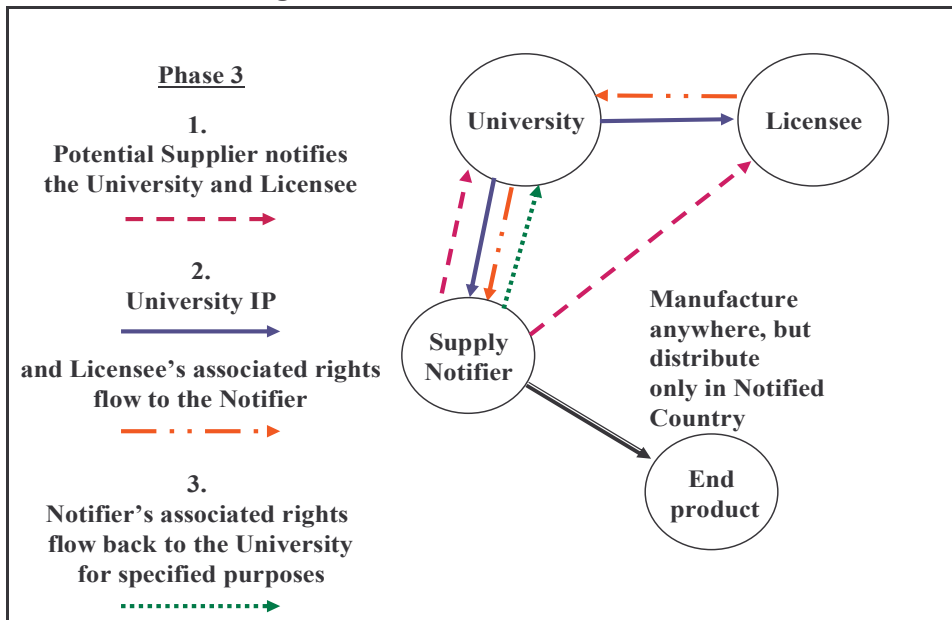 Phase 3
1.
Potential Supplier notifies
the University and Licensee
2.
University IP
and Licensee's associated rights
flow to the Notifier
3.
Notifier's associated rights
flow back to the University
for specified purposes
University
Licensee
Supply
Notifier
Manufacture
anywhere, but
distribute
only in Notified
Country
End
product